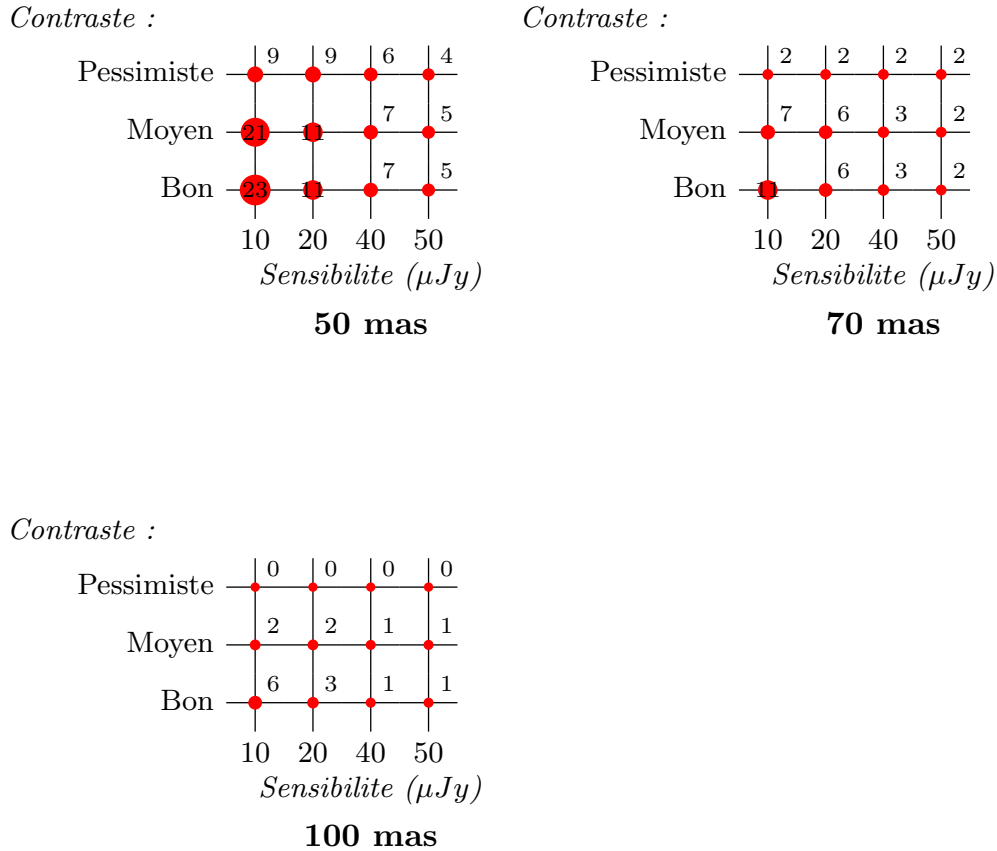 Contraste :
9 9 6 4
Pessimiste
21 11 7 5
Moyen
23 11 7 5
Bon
10 20 40 50
Sensibilite (μJy)
50 mas
Contraste :
2 2 2 2
Pessimiste
7 6 3 2
Moyen
11 6 3 2
Bon
10 20 40 50
Sensibilite (μJy)
70 mas
Contraste :
0 0 0 0
Pessimiste
2 2 1 1
Moyen
6 3 1 1
Bon
10 20 40 50
Sensibilite (μJy)
100 mas